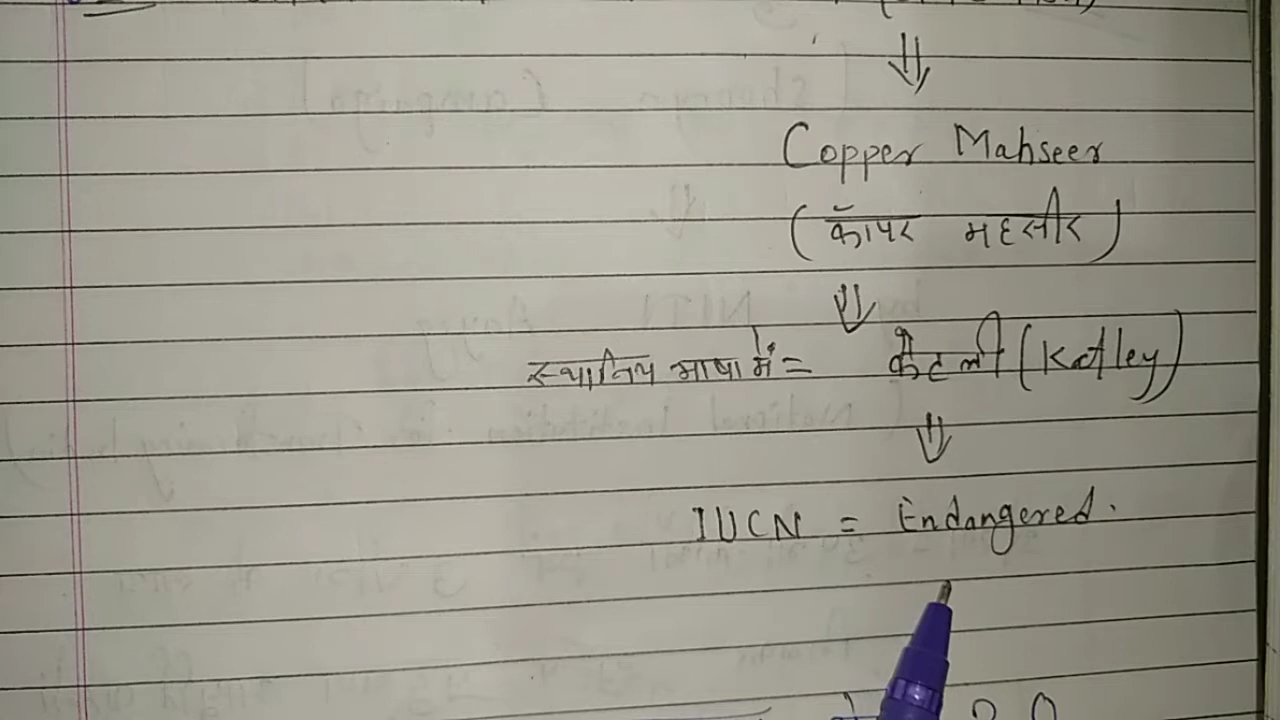 Copper Mahseer
(कॉपर महसीर)
स्थानिय भाषा में = कैटली (Katley)
IUCN = Endangered.